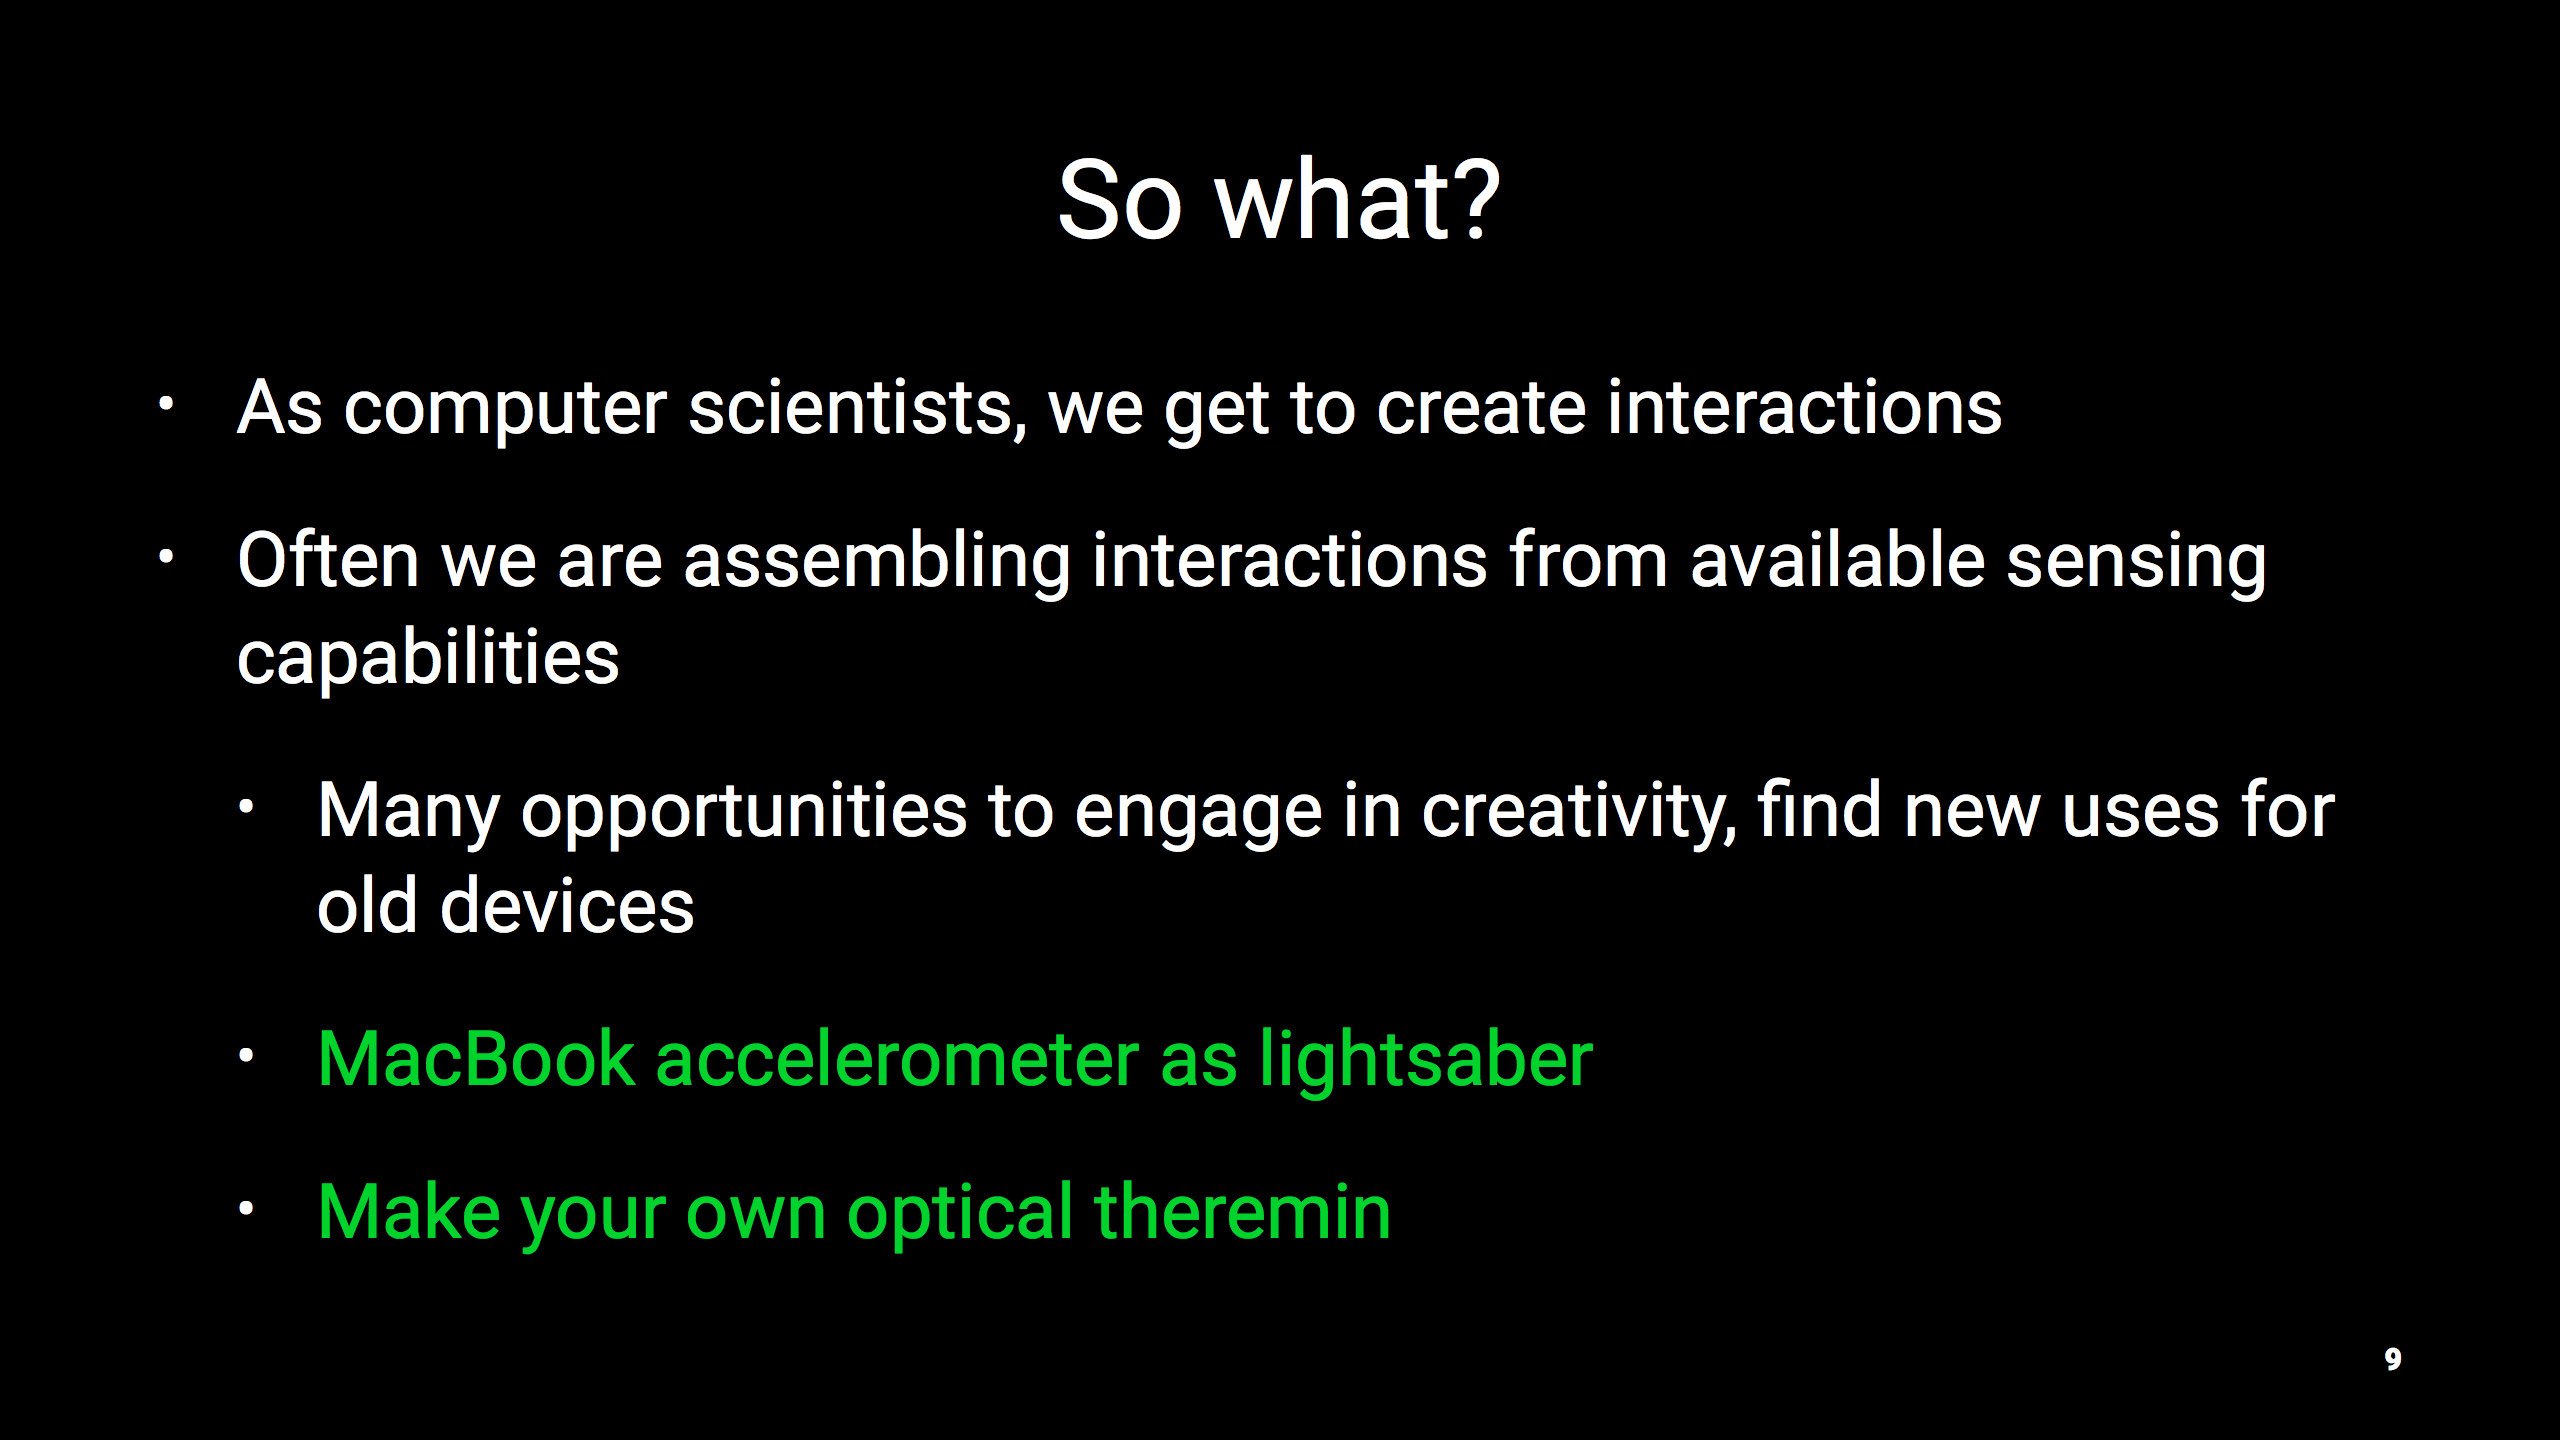 So what?
• As computer scientists, we get to create interactions
• Often we are assembling interactions from available sensing
capabilities
• Many opportunities to engage in creativity, find new uses for
old devices
• MacBook accelerometer as lightsaber
• Make your own optical theremin
9